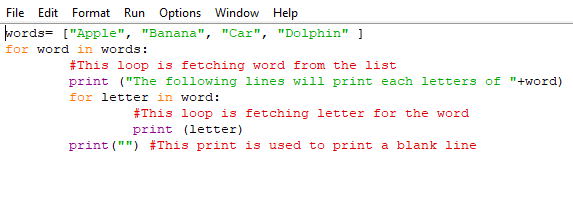 File Edit Format Run Options Window Help
words= ["Apple", "Banana", "Car", "Dolphin" ]
for word in words:
        #This loop is fetching word from the list
        print ("The following lines will print each letters of "+word)
        for letter in word:
                #This loop is fetching letter for the word
                print (letter)
        print("") #This print is used to print a blank line